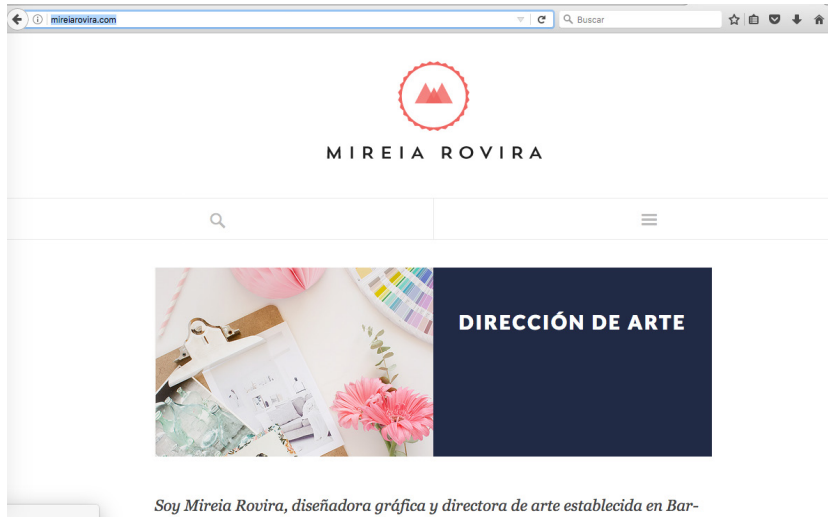 mireiarovira.com
Buscar
MIREIA ROVIRA
DIRECCIÓN DE ARTE
Soy Mireia Rovira, diseñadora gráfica y directora de arte establecida en Bar-